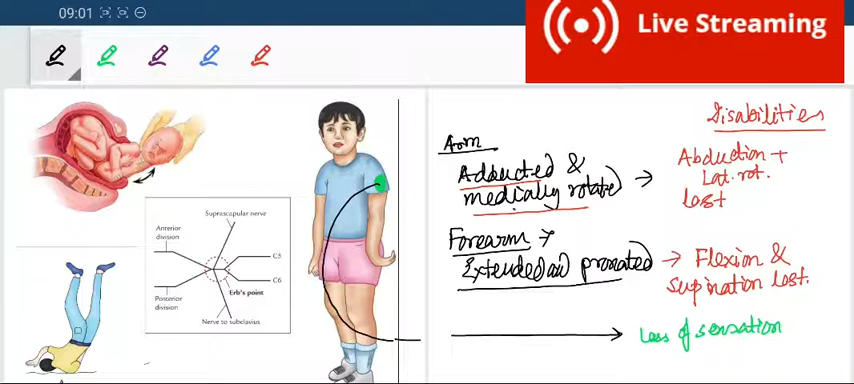 09:01
Live Streaming
Suprascapular nerve
Anterior
division
C5
C6
Erb's point
Posterior
division
Nerve to subclavius
Disabilities
Arm
Adducted &
medially rotate)
Abduction +
Lat. rot.
lost
Forearm
Extended and pronated
Flexion &
Supination lost.
Loss of sensation